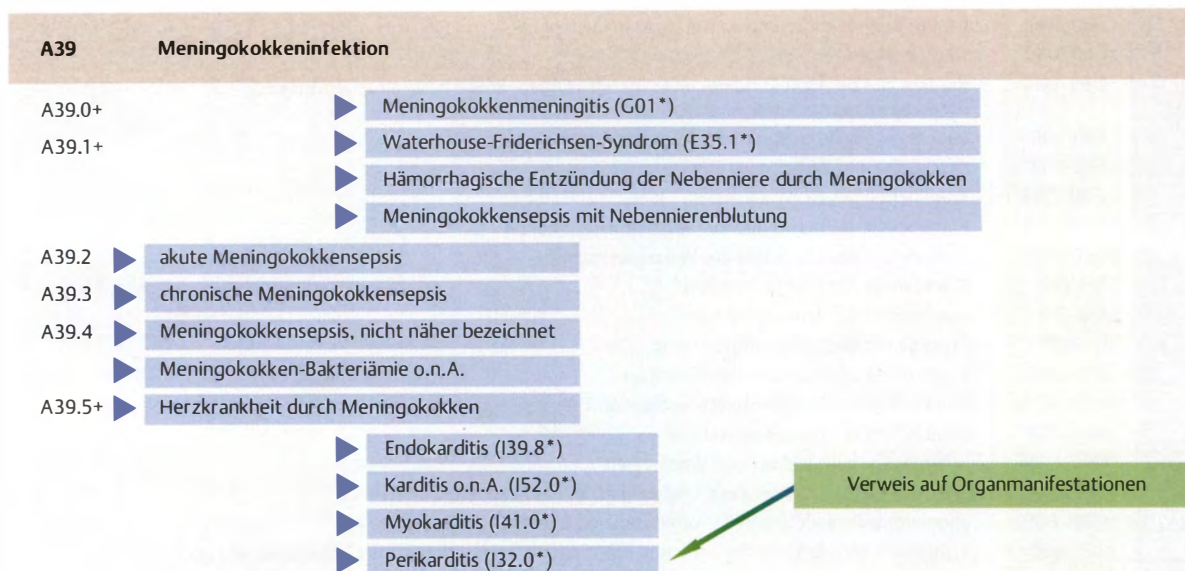 A39 Meningokokkeninfektion
A39.0+ Meningokokkenmeningitis (G01*)
A39.1+ Waterhouse-Friderichsen-Syndrom (E35.1*)
Hämorrhagische Entzündung der Nebenniere durch Meningokokken
Meningokokkensepsis mit Nebennierenblutung
A39.2 akute Meningokokkensepsis
A39.3 chronische Meningokokkensepsis
A39.4 Meningokokkensepsis, nicht näher bezeichnet
Meningokokken-Bakteriämie o.n.A.
A39.5+ Herzkrankheit durch Meningokokken
Endokarditis (I39.8*)
Karditis o.n.A. (I52.0*)
Verweis auf Organmanifestationen
Myokarditis (I41.0*)
Perikarditis (I32.0*)